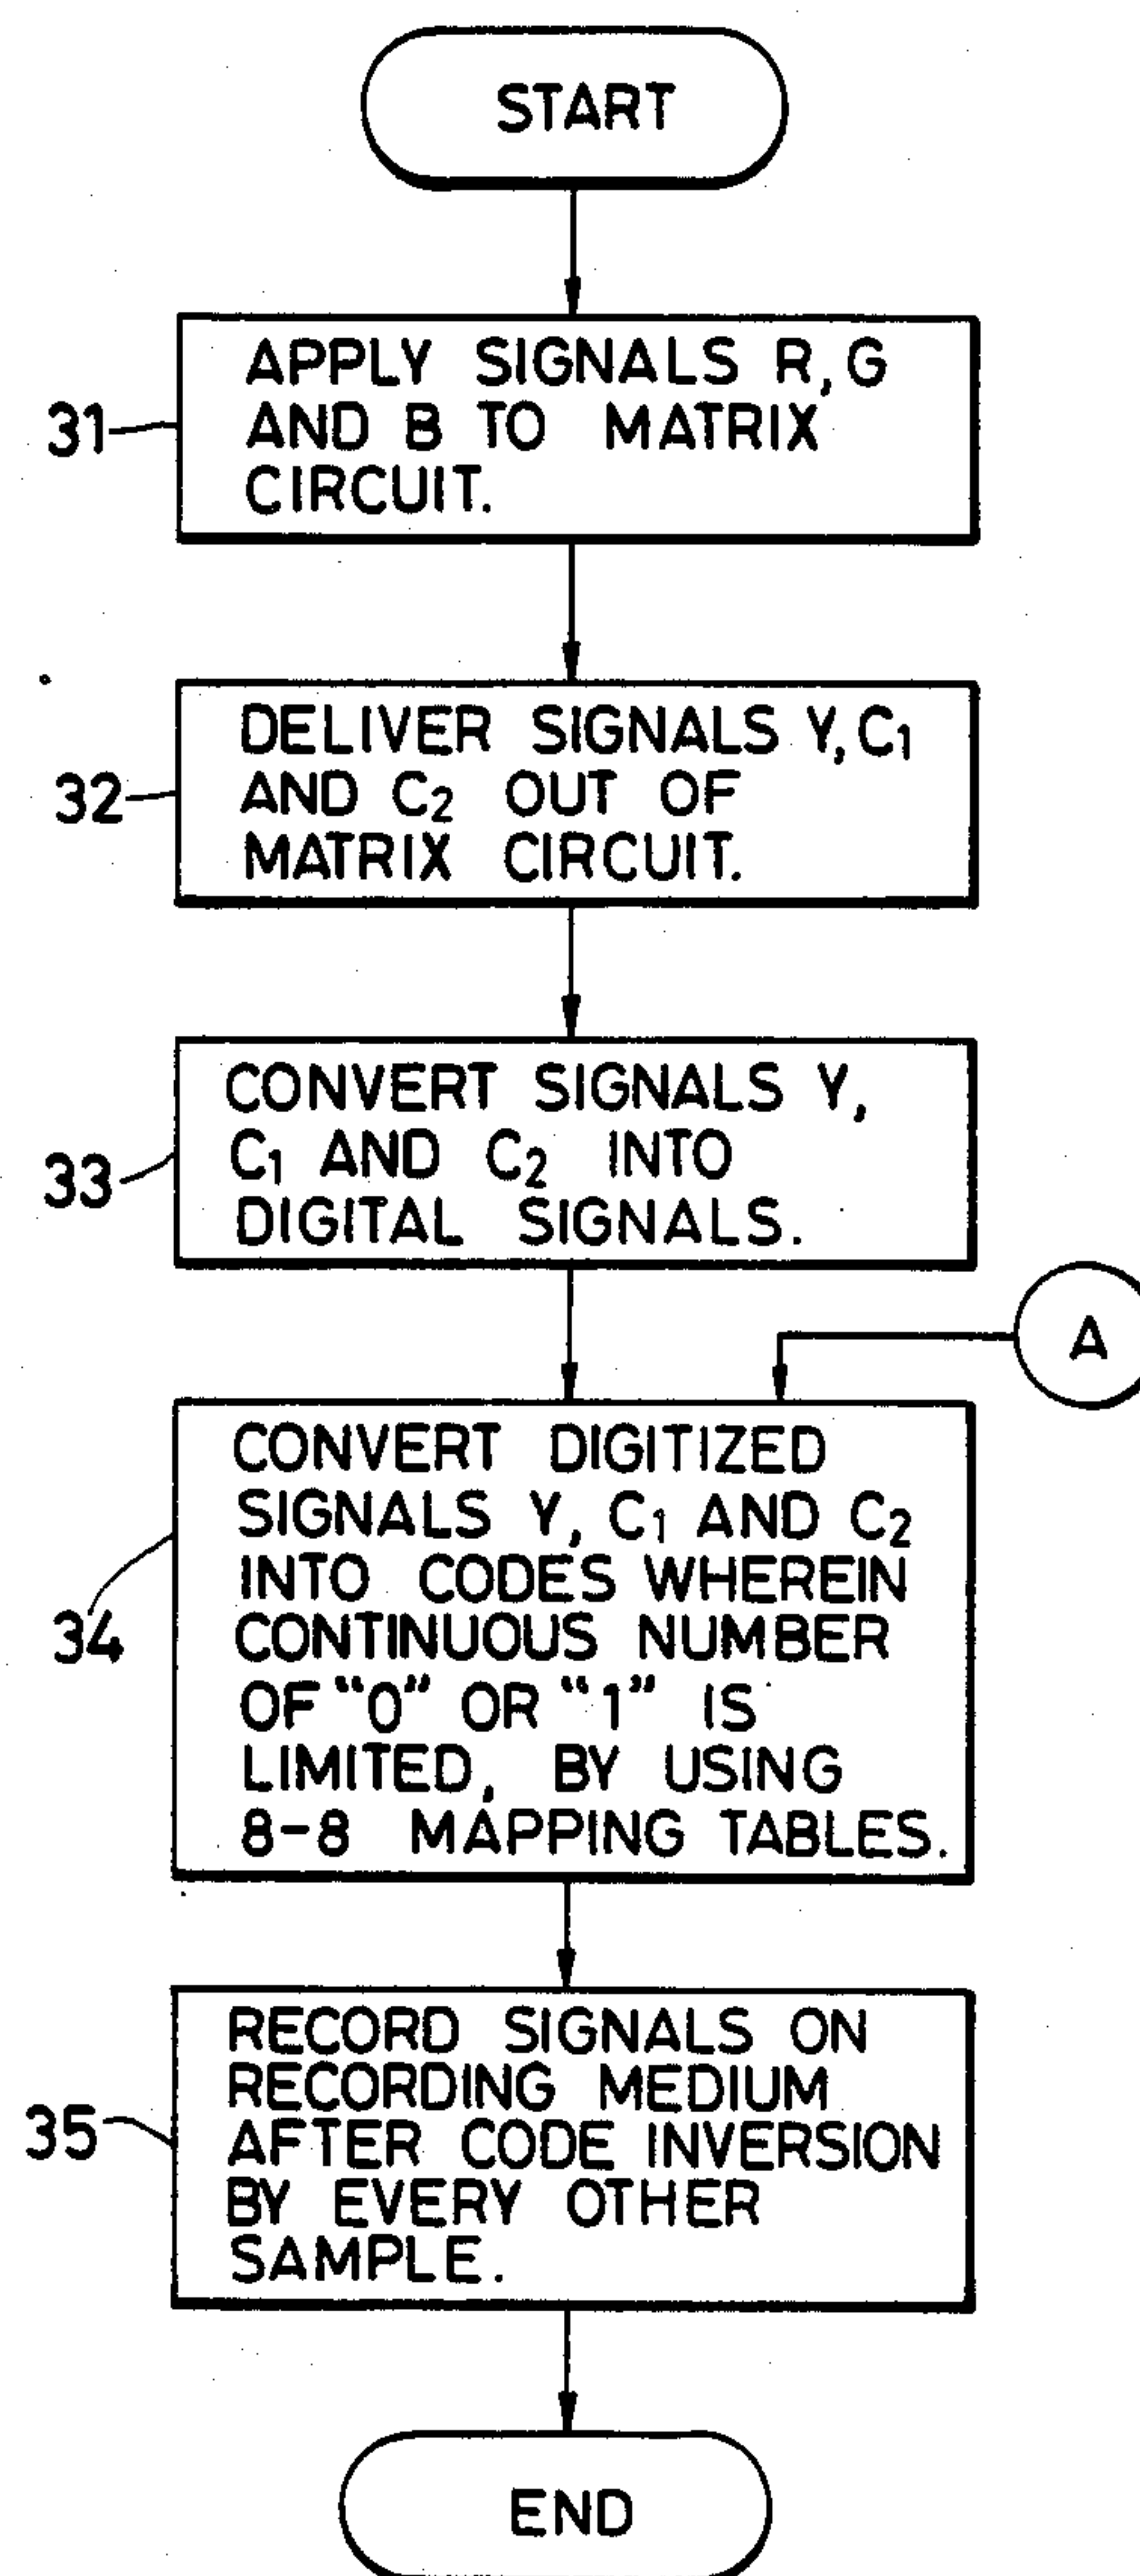 START
APPLY SIGNALS R, G
AND B TO MATRIX
CIRCUIT.
31
DELIVER SIGNALS Y, C1
AND C2 OUT OF
MATRIX CIRCUIT.
32
CONVERT SIGNALS Y,
C1 AND C2 INTO
DIGITAL SIGNALS.
33
A
CONVERT DIGITIZED
SIGNALS Y, C1 AND C2
INTO CODES WHEREIN
CONTINUOUS NUMBER
OF “0” OR “1” IS
LIMITED, BY USING
8-8 MAPPING TABLES.
34
RECORD SIGNALS ON
RECORDING MEDIUM
AFTER CODE INVERSION
BY EVERY OTHER
SAMPLE.
35
END